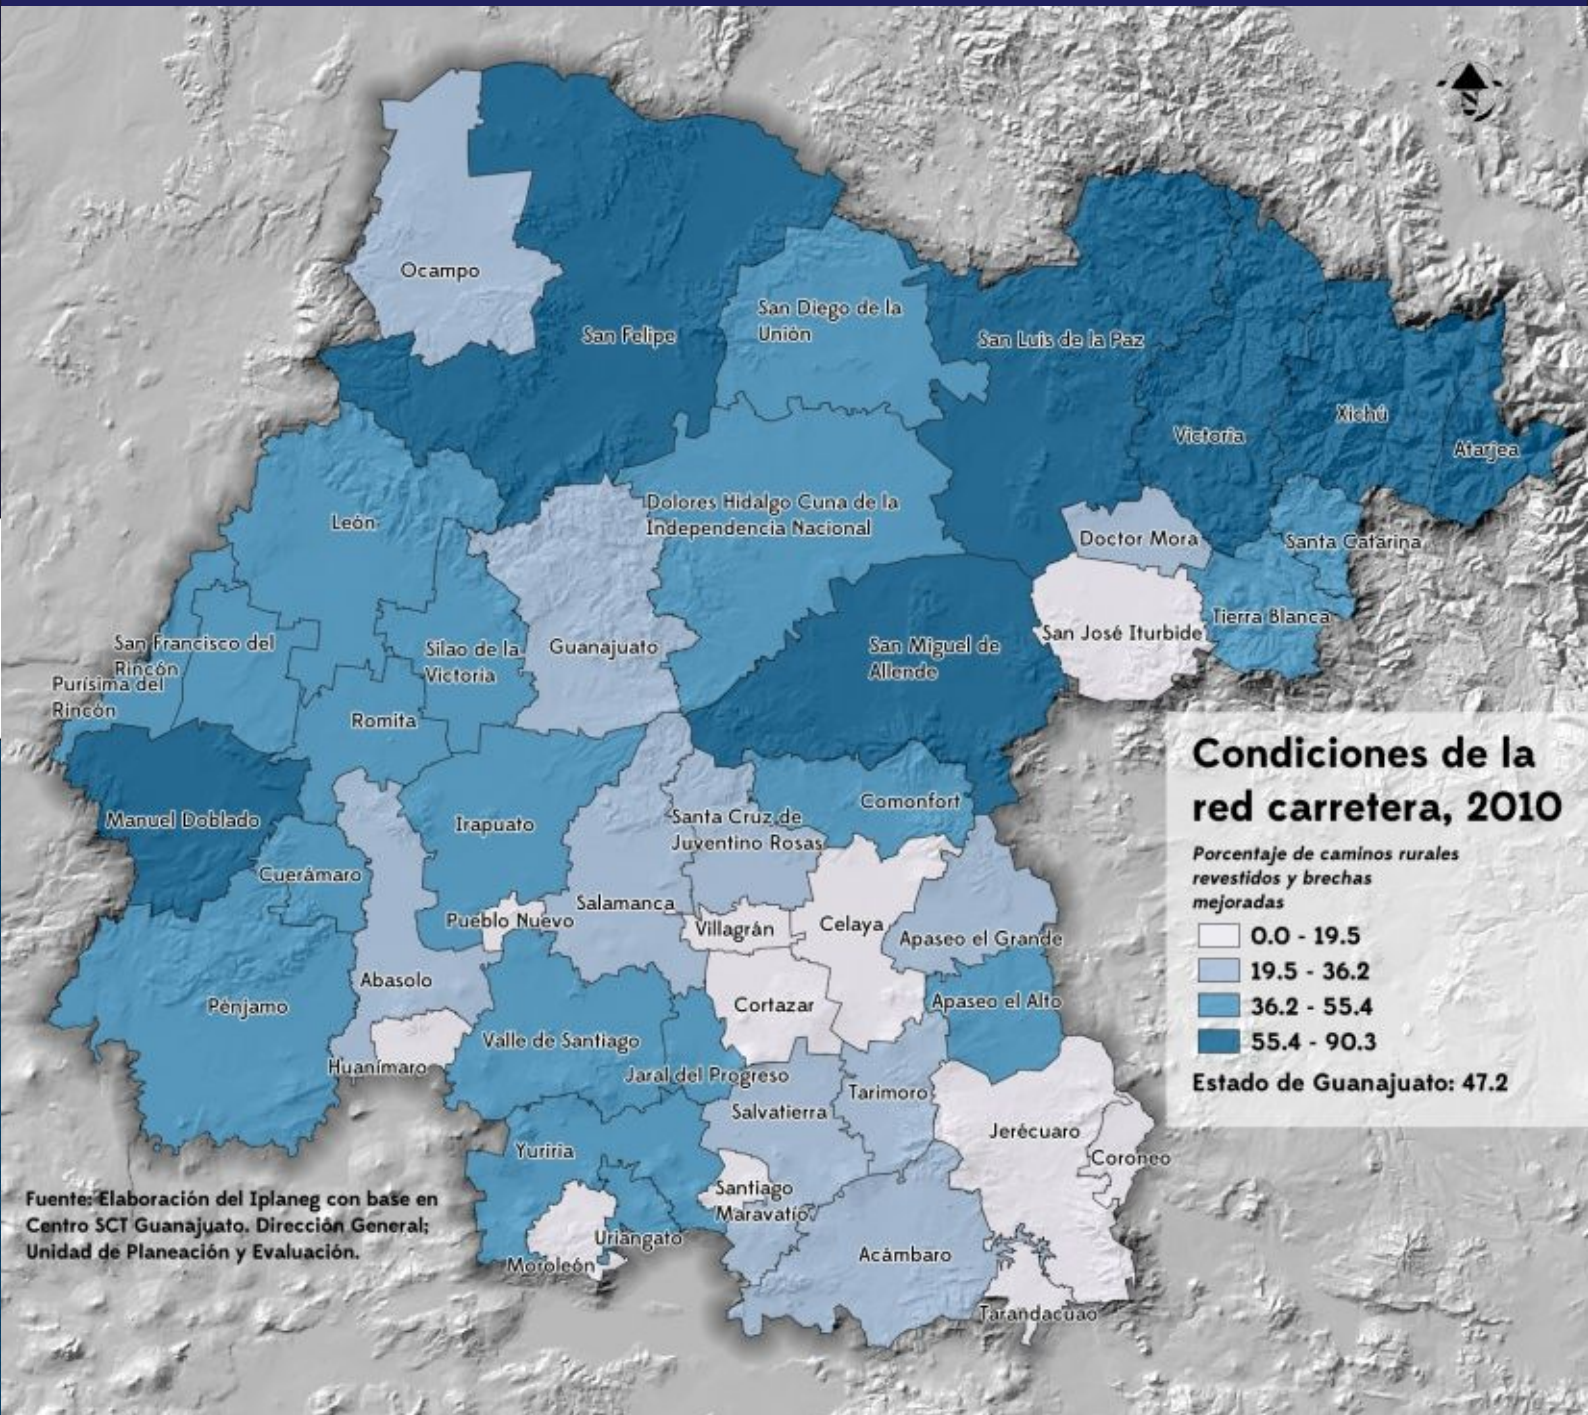 Ocampo
San Felipe
San Diego de la
Unión
San Luis de la Paz
Victoria
Xichú
Atarjea
León
Dolores Hidalgo Cuna de la
Independencia Nacional
Doctor Mora
Santa Catarina
Tierra Blanca
San José Iturbide
San Francisco del
Rincón
Purísima del
Rincón
Silao de la
Victoria
Guanajuato
San Miguel de
Allende
Romita
Manuel Doblado
Irapuato
Santa Cruz de
Juventino Rosas
Comonfort
Cuerámaro
Pueblo Nuevo
Salamanca
Villagrán
Celaya
Apaseo el Grande
Abasolo
Pènjamo
Cortazar
Apaseo el Alto
Huanímaro
Valle de Santiago
Jaral del Progreso
Tarimoro
Salvatierra
Jerécuaro
Coroneo
Yuriria
Santiago
Maravatío
Uriangato
Moroleón
Acámbaro
Tarandacuao
Condiciones de la
red carretera, 2010
Porcentaje de caminos rurales
revestidos y brechas
mejoradas
0.0 - 19.5
19.5 - 36.2
36.2 - 55.4
55.4 - 90.3
Estado de Guanajuato: 47.2
Fuente: Elaboración del Iplaneg con base en
Centro SCT Guanajuato. Dirección General;
Unidad de Planeación y Evaluación.